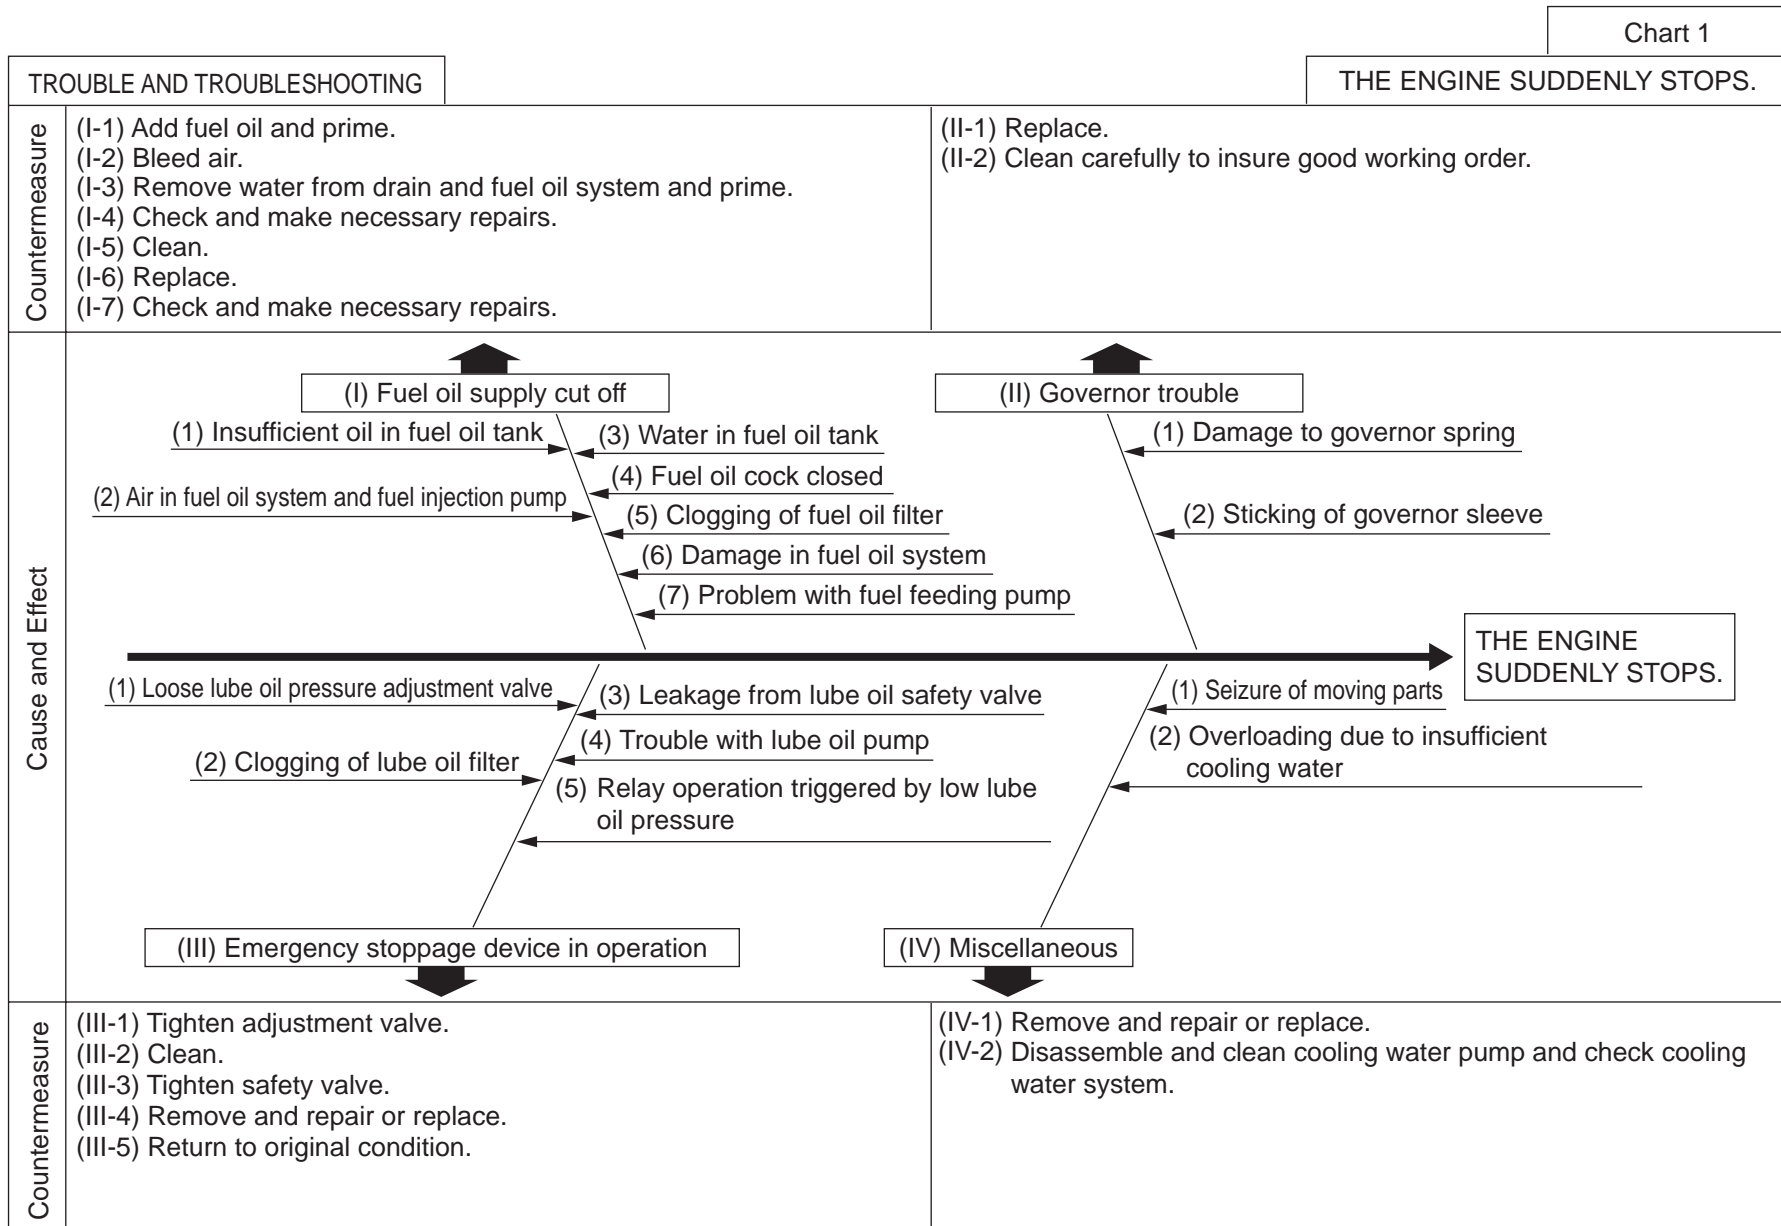 Chart 1
TROUBLE AND TROUBLESHOOTING
THE ENGINE SUDDENLY STOPS.
Countermeasure
(I-1) Add fuel oil and prime.
(I-2) Bleed air.
(I-3) Remove water from drain and fuel oil system and prime.
(I-4) Check and make necessary repairs.
(I-5) Clean.
(I-6) Replace.
(I-7) Check and make necessary repairs.
(II-1) Replace.
(II-2) Clean carefully to insure good working order.
Cause and Effect
(I) Fuel oil supply cut off
(1) Insufficient oil in fuel oil tank
(2) Air in fuel oil system and fuel injection pump
(3) Water in fuel oil tank
(4) Fuel oil cock closed
(5) Clogging of fuel oil filter
(6) Damage in fuel oil system
(7) Problem with fuel feeding pump
(II) Governor trouble
(1) Damage to governor spring
(2) Sticking of governor sleeve
THE ENGINE
SUDDENLY STOPS.
(1) Loose lube oil pressure adjustment valve
(2) Clogging of lube oil filter
(3) Leakage from lube oil safety valve
(4) Trouble with lube oil pump
(5) Relay operation triggered by low lube
oil pressure
(III) Emergency stoppage device in operation
(1) Seizure of moving parts
(2) Overloading due to insufficient
cooling water
(IV) Miscellaneous
Countermeasure
(III-1) Tighten adjustment valve.
(III-2) Clean.
(III-3) Tighten safety valve.
(III-4) Remove and repair or replace.
(III-5) Return to original condition.
(IV-1) Remove and repair or replace.
(IV-2) Disassemble and clean cooling water pump and check cooling
water system.